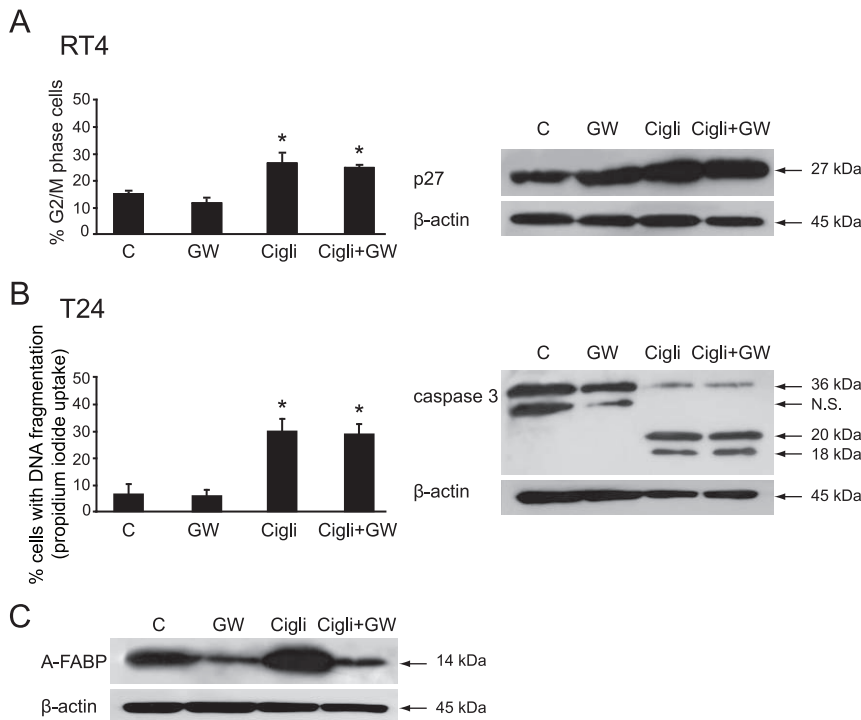 A
RT4
% G2/M phase cells
50
40
30
20
10
0
*
*
C GW Cigli Cigli+GW
C GW Cigli Cigli+GW
p27
27 kDa
β-actin
45 kDa
B
T24
% cells with DNA fragmentation
(propidium iodide uptake)
50
40
30
20
10
0
*
*
C GW Cigli Cigli+GW
C GW Cigli Cigli+GW
caspase 3
36 kDa
N.S.
20 kDa
18 kDa
β-actin
45 kDa
C
C GW Cigli Cigli+GW
A-FABP
14 kDa
β-actin
45 kDa